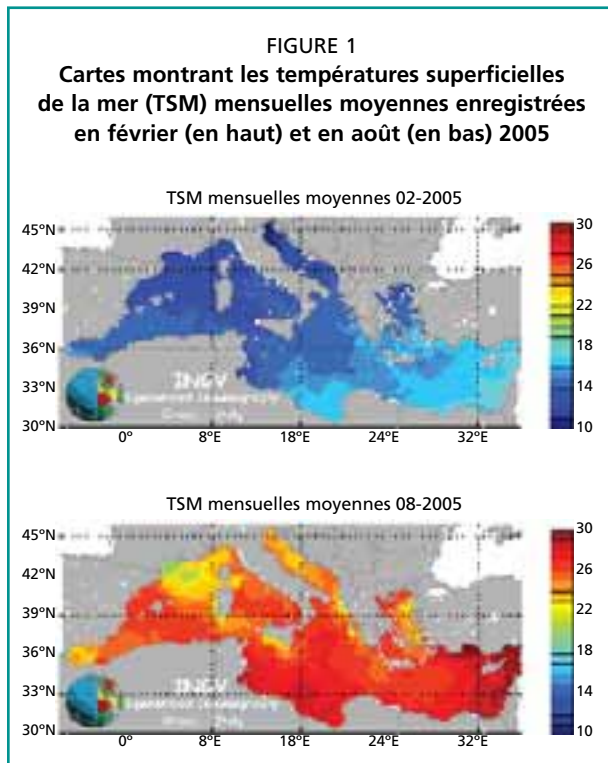 FIGURE 1
Cartes montrant les températures superficielles
de la mer (TSM) mensuelles moyennes enregistrées
en février (en haut) et en août (en bas) 2005
TSM mensuelles moyennes 02-2005
45°N
42°N
39°N
36°N
33°N
30°N
0° 8°E 18°E 24°E 32°E
30
26
22
18
14
10
INGV
TSM mensuelles moyennes 08-2005
45°N
42°N
39°N
36°N
33°N
30°N
0° 8°E 18°E 24°E 32°E
30
26
22
18
14
10
INGV